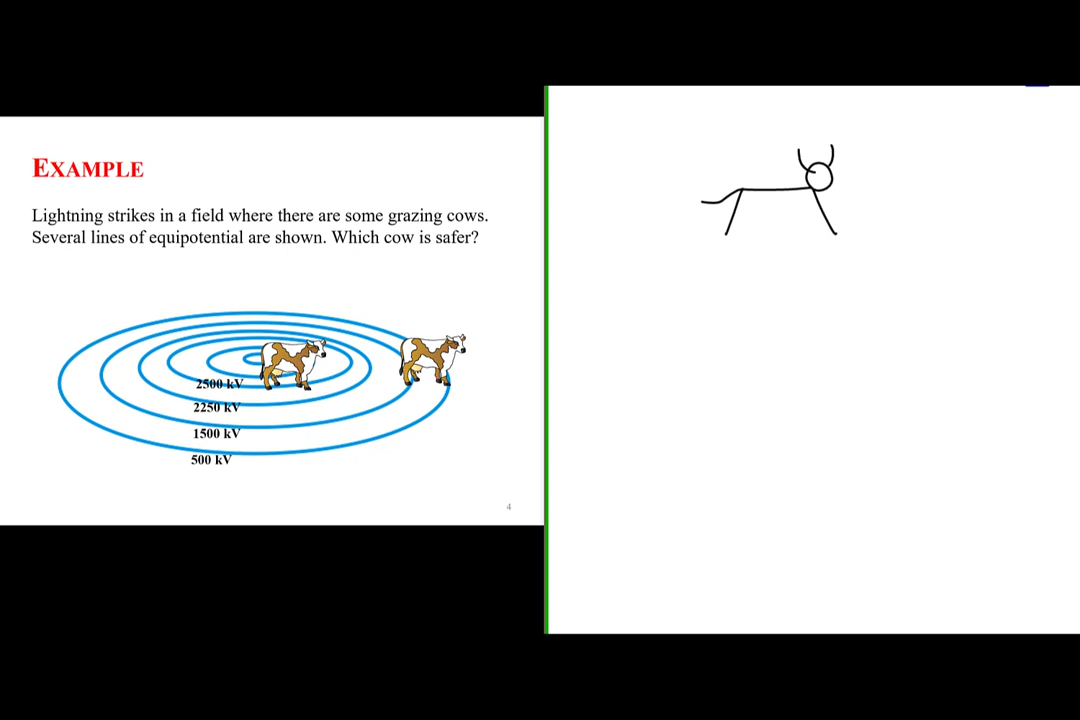 EXAMPLE
Lightning strikes in a field where there are some grazing cows.
Several lines of equipotential are shown. Which cow is safer?
2500 kV
2250 kV
1500 kV
500 kV
4